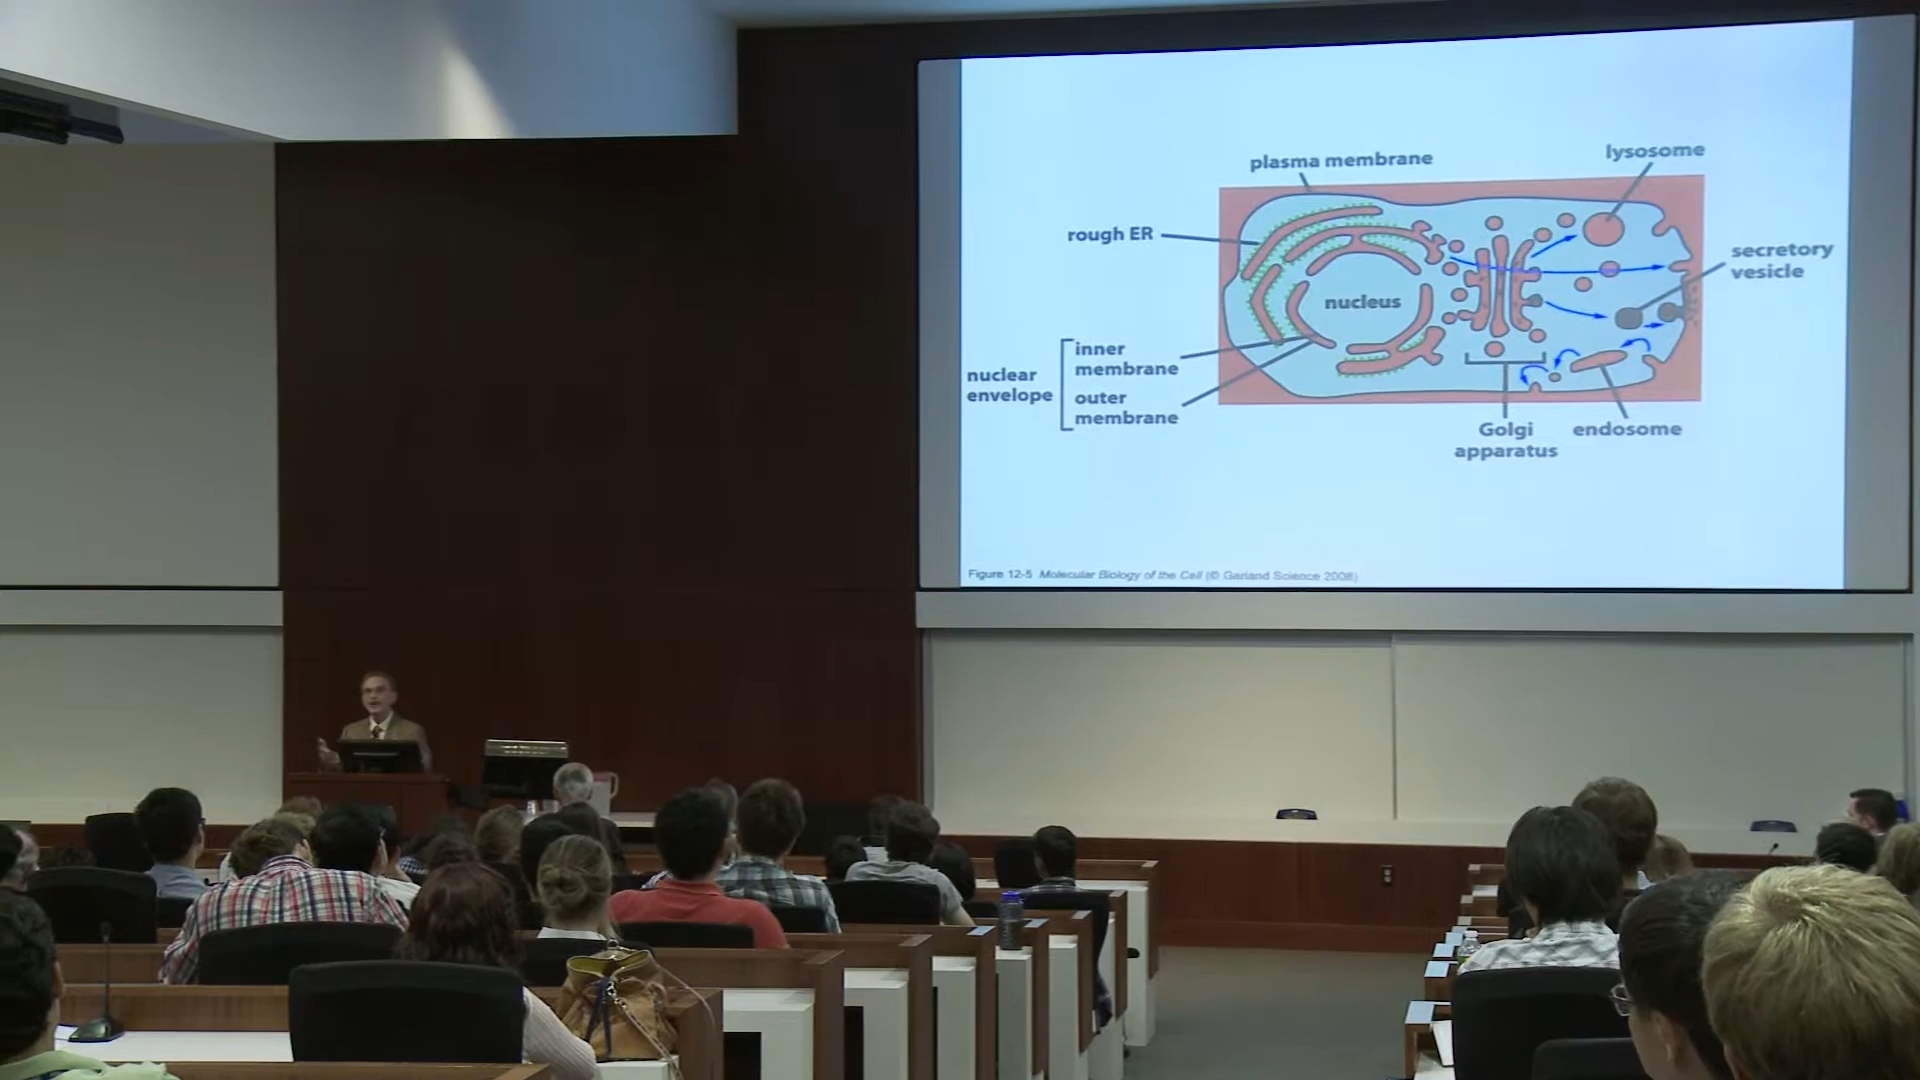 plasma membrane
lysosome
rough ER
secretory
vesicle
nucleus
inner
membrane
nuclear
envelope
outer
membrane
Golgi
apparatus
endosome
Figure 12-5 Molecular Biology of the Cell (© Garland Science 2008)